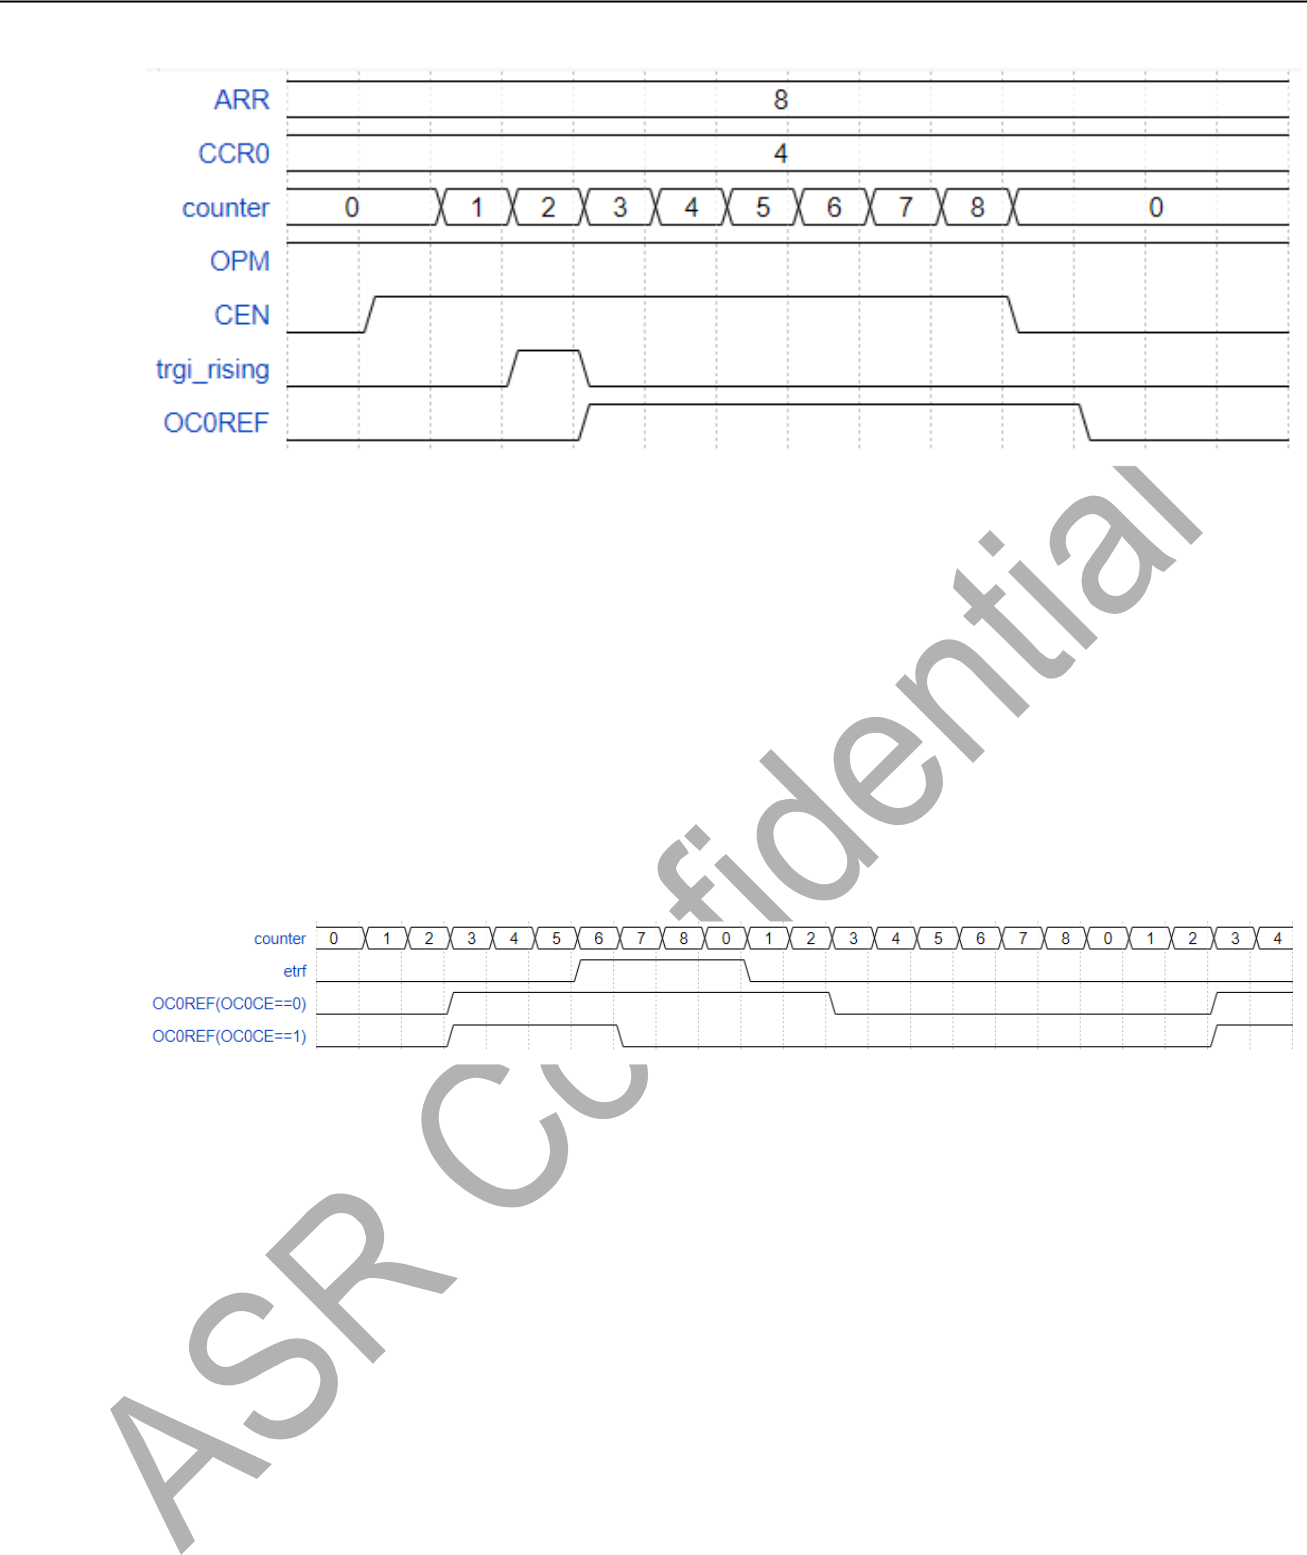 ARR 8
CCR0 4
counter 0 1 2 3 4 5 6 7 8 0
OPM
CEN
trgi_rising
OC0REF
counter 0 1 2 3 4 5 6 7 8 0 1 2 3 4 5 6 7 8 0 1 2 3 4
etrf
OC0REF(OC0CE==0)
OC0REF(OC0CE==1)
ASR Confidential